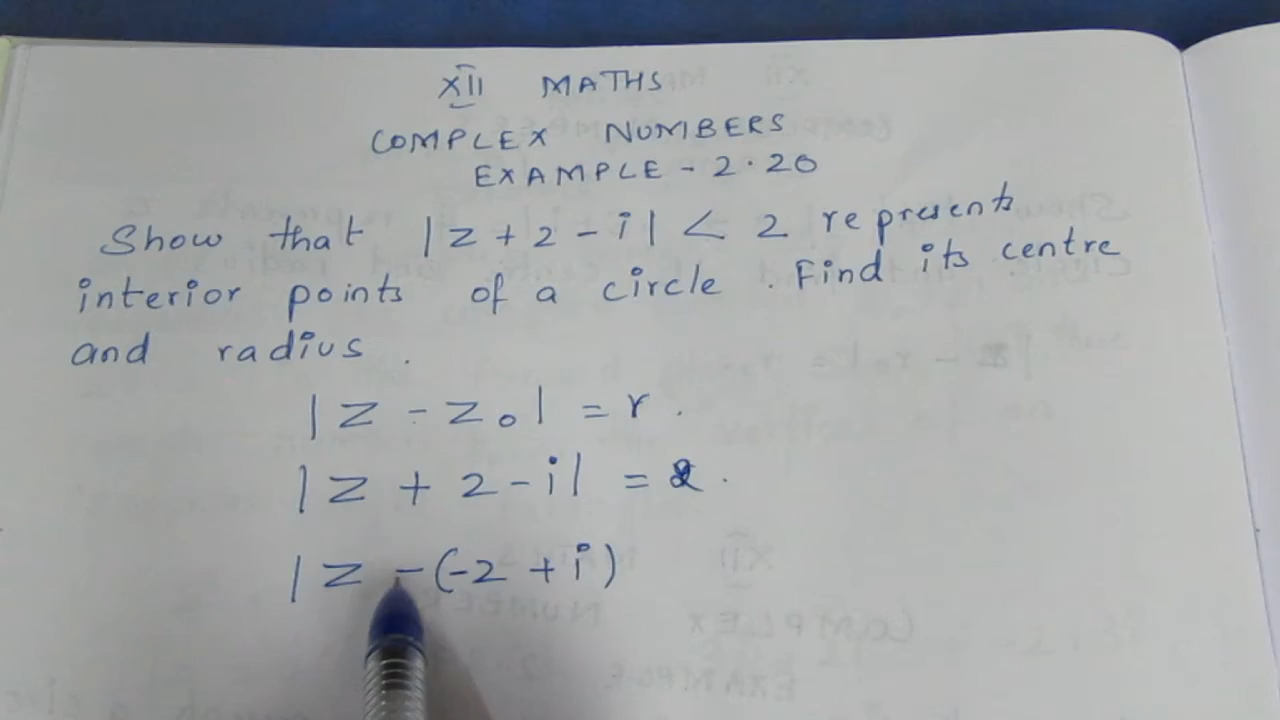 XII MATHS
COMPLEX NUMBERS
EXAMPLE - 2.20
Show that |z + 2 - i| < 2 represents
interior points of a circle. Find its centre
and radius.
|z - z₀| = r.
|z + 2 - i| = 2.
|z - (-2 + i)